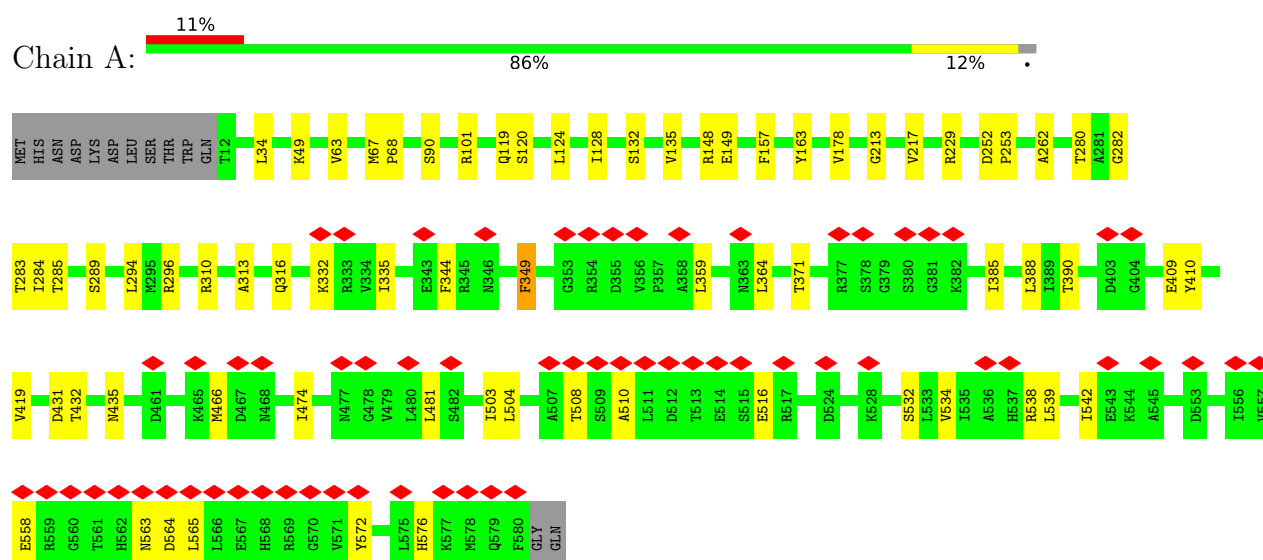 11%
Chain A:
86% 12% •
MET HIS ASN ASP LYS ASP LEU SER THR TRP GLN T12 L34 K49 V63 M67 P68 S90 R101 Q119 S120 L124 I128 S132 V135 R148 E149 F157 Y163 V178 G213 V217 R229 D252 P253 A262 T280 A281 G282
T283 I284 T285 S289 L294 M295 R296 R310 A313 Q316 K332 R333 V334 I335 E343 F344 R345 N346 F349 G353 R354 D355 V356 P357 A358 L359 N363 L364 T371 R377 S378 G379 S380 G381 K382 I385 L388 I389 T390 D403 G404 E409 Y410
V419 D431 T432 N435 D461 K465 M466 D467 N468 I474 N477 G478 V479 L480 L481 S482 I503 L504 A507 T508 S509 A510 L511 D512 T513 E514 S515 E516 R517 D524 K528 S532 L533 V534 I535 A536 H537 R538 L539 I542 E543 K544 A545 D553 I556
E558 R559 G560 T561 H562 N563 D564 L565 L566 E567 H568 R569 G570 V571 Y572 L575 H576 K577 M578 Q579 F580 GLY GLN